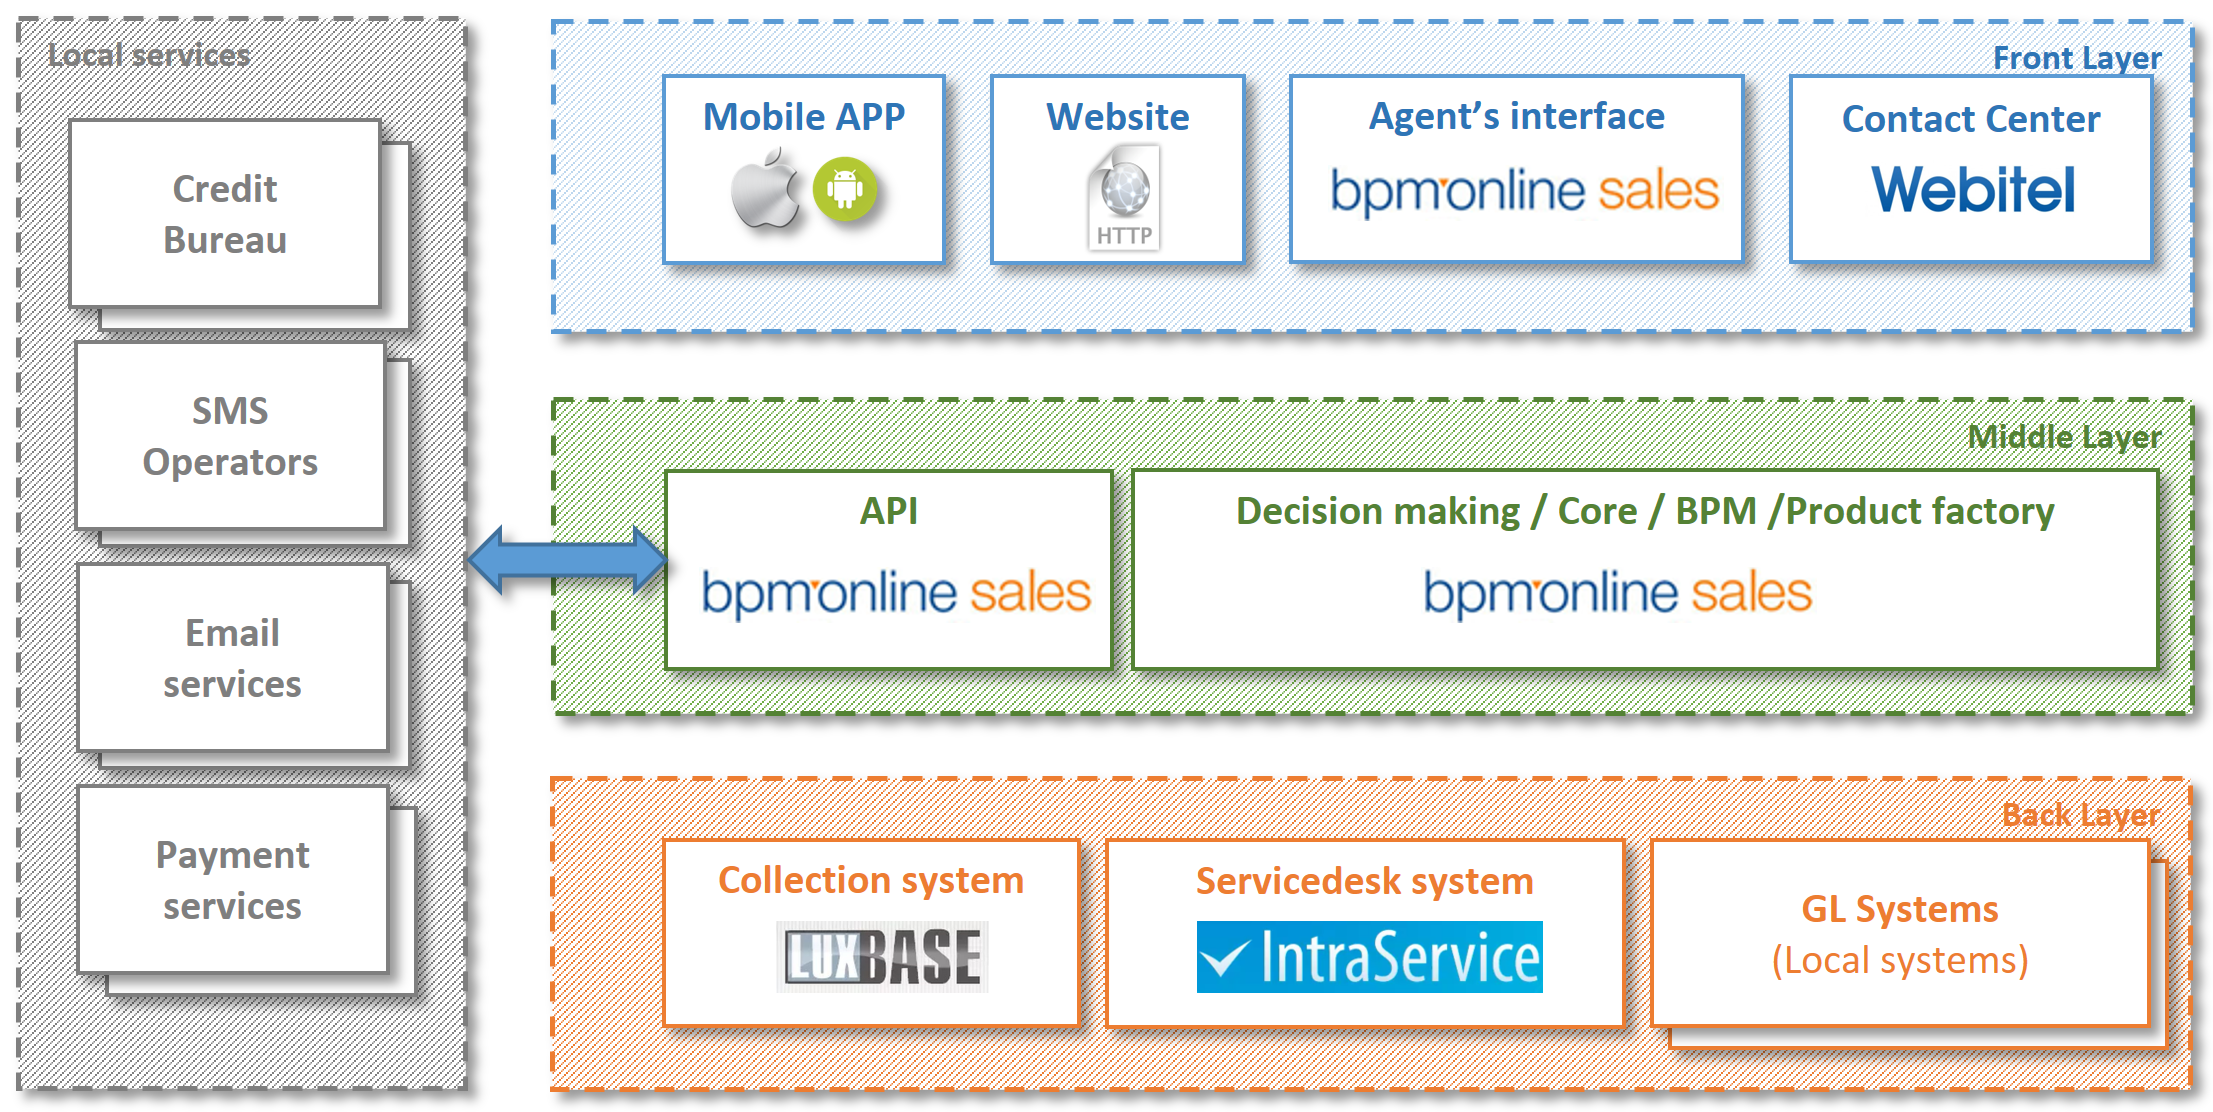 Local services
Credit
Bureau
SMS
Operators
Email
services
Payment
services
Front Layer
Mobile APP
Website
HTTP
Agent's interface
bpm'online sales
Contact Center
Webitel
Middle Layer
API
bpm'online sales
Decision making / Core / BPM /Product factory
bpm'online sales
Back Layer
Collection system
LUXBASE
Servicedesk system
IntraService
GL Systems
(Local systems)